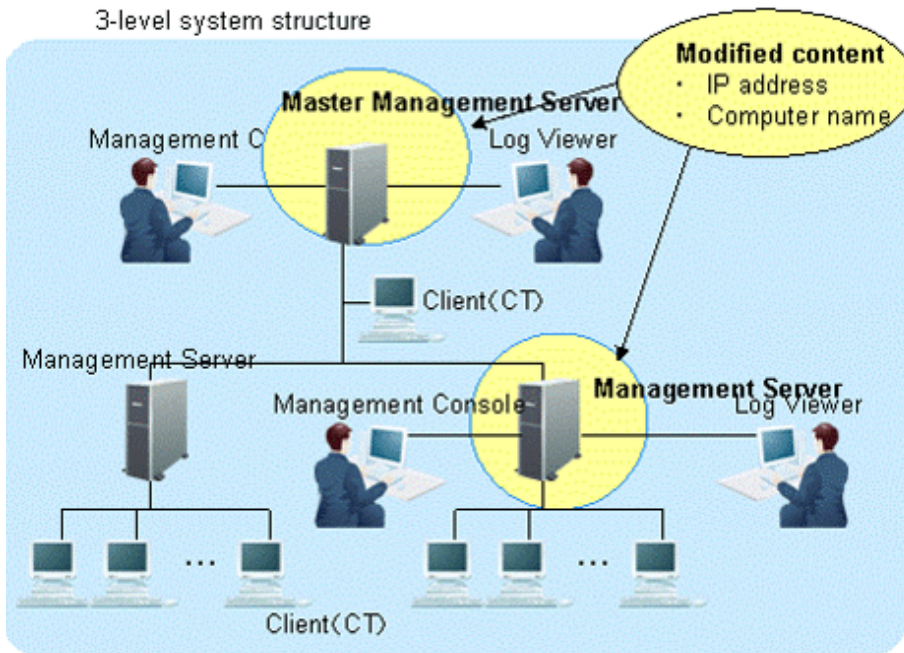 3-level system structure
Modified content
・ IP address
・ Computer name
Master Management Server
Management C
Log Viewer
Client(CT)
Management Server
Management Server
Management Console
Log Viewer
...
...
Client(CT)